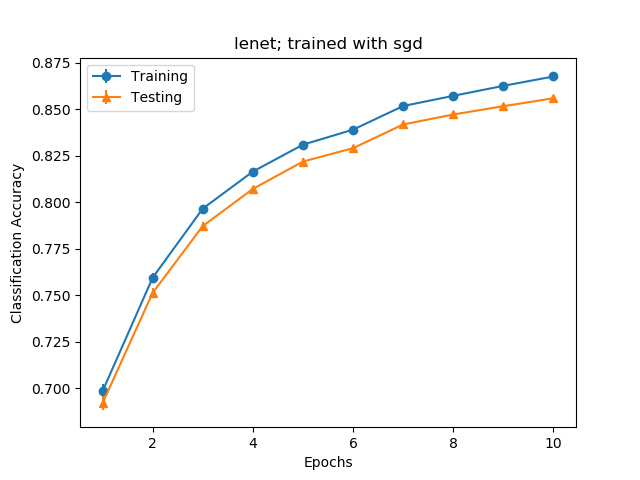 lenet; trained with sgd
Training
Testing
Classification Accuracy
0.875
0.850
0.825
0.800
0.775
0.750
0.725
0.700
2 4 6 8 10
Epochs